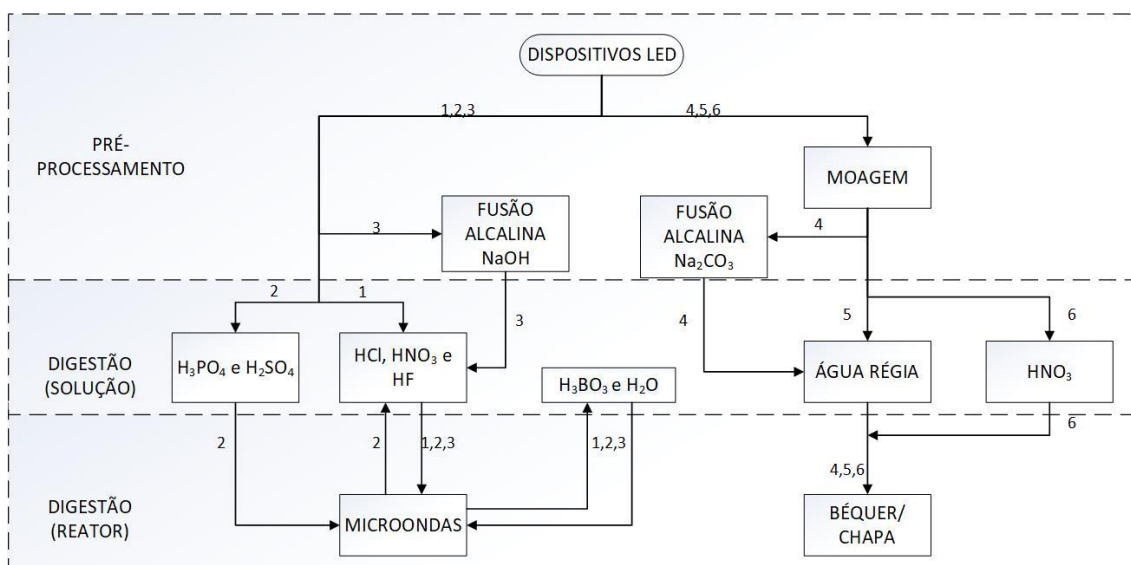 DISPOSITIVOS LED
1,2,3
4,5,6
PRÉ-
PROCESSAMENTO
MOAGEM
3
FUSÃO
ALCALINA
NaOH
FUSÃO
ALCALINA
Na₂CO₃
4
2
1
3
4
5
6
DIGESTÃO
(SOLUÇÃO)
H₃PO₄ e H₂SO₄
HCl, HNO₃ e
HF
H₃BO₃ e H₂O
ÁGUA RÉGIA
HNO₃
2
2
1,2,3
1,2,3
6
4,5,6
DIGESTÃO
(REATOR)
MICROONDAS
BÉQUER/
CHAPA